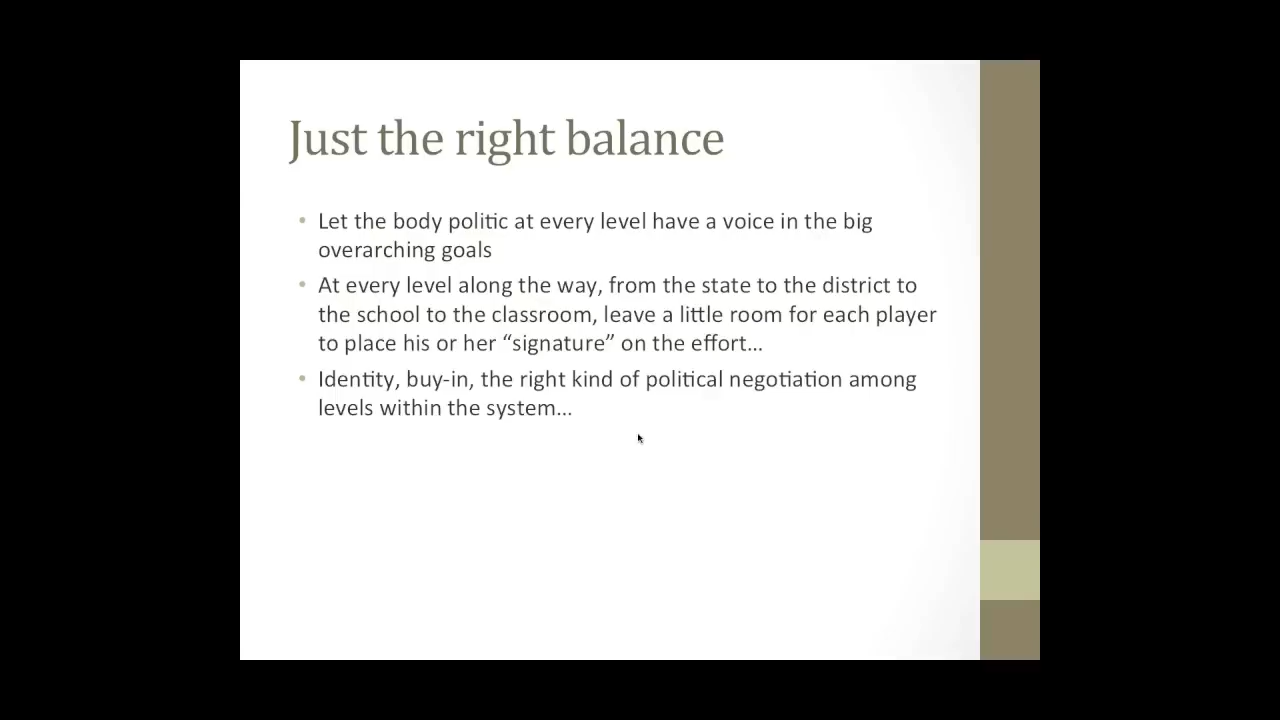 Just the right balance
• Let the body politic at every level have a voice in the big
overarching goals
• At every level along the way, from the state to the district to
the school to the classroom, leave a little room for each player
to place his or her “signature” on the effort…
• Identity, buy-in, the right kind of political negotiation among
levels within the system…